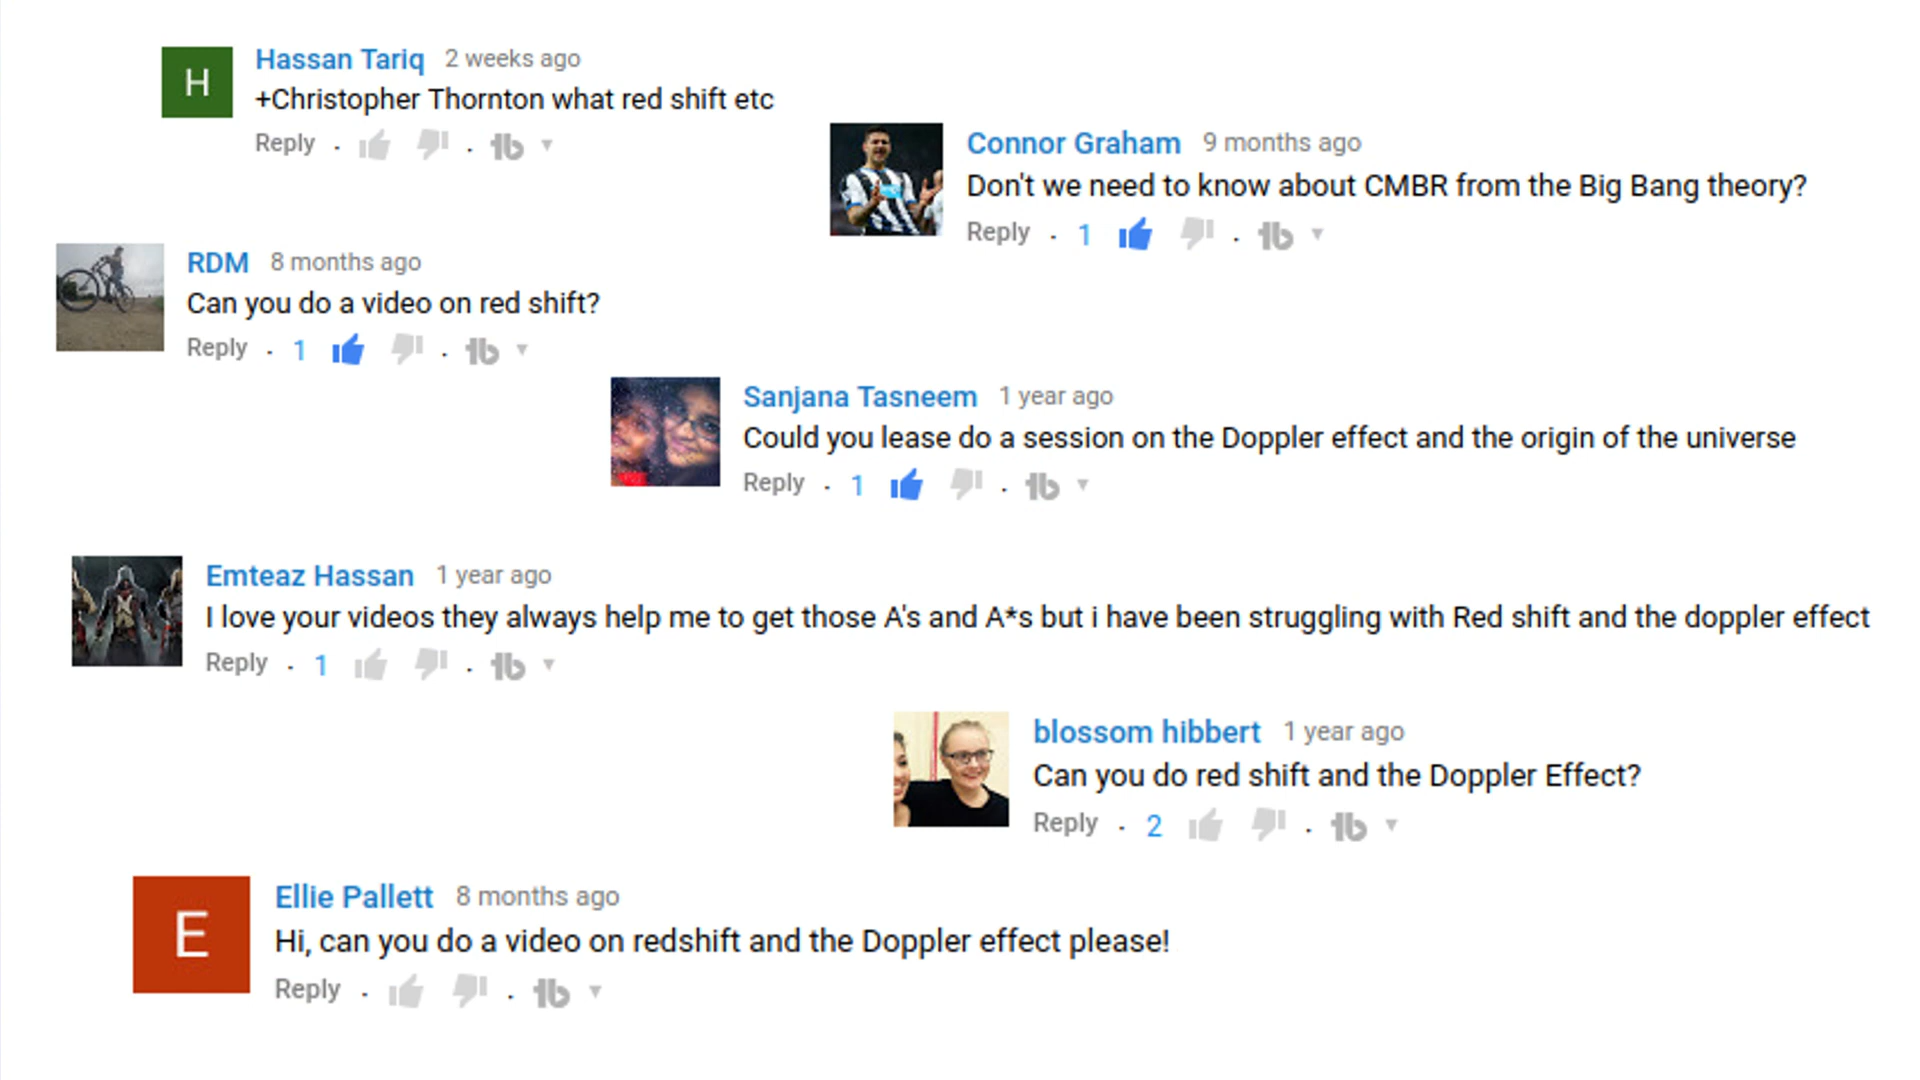 H
Hassan Tariq 2 weeks ago
+Christopher Thornton what red shift etc
Reply
Connor Graham 9 months ago
Don't we need to know about CMBR from the Big Bang theory?
Reply · 1
RDM 8 months ago
Can you do a video on red shift?
Reply · 1
Sanjana Tasneem 1 year ago
Could you lease do a session on the Doppler effect and the origin of the universe
Reply · 1
Emteaz Hassan 1 year ago
I love your videos they always help me to get those A's and A*s but i have been struggling with Red shift and the doppler effect
Reply · 1
blossom hibbert 1 year ago
Can you do red shift and the Doppler Effect?
Reply · 2
E
Ellie Pallett 8 months ago
Hi, can you do a video on redshift and the Doppler effect please!
Reply